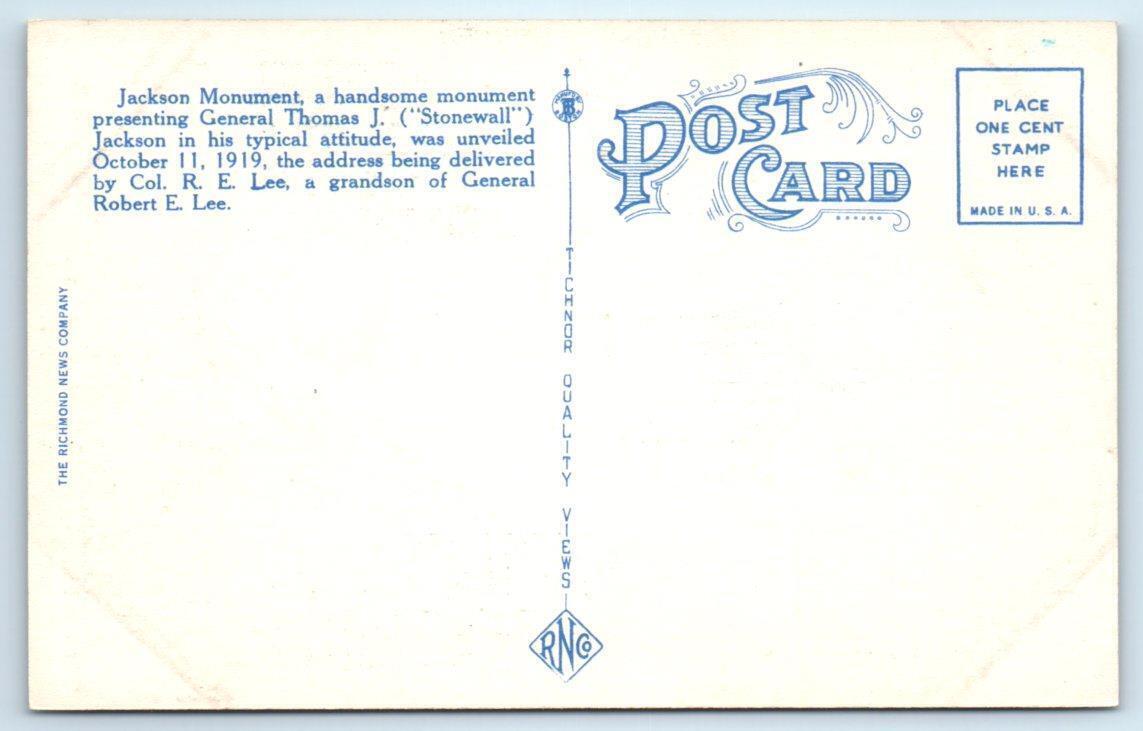 Jackson Monument, a handsome monument
presenting General Thomas J. ("Stonewall")
Jackson in his typical attitude, was unveiled
October 11, 1919, the address being delivered
by Col. R. E. Lee, a grandson of General
Robert E. Lee.
THE RICHMOND NEWS COMPANY
TICHNOR QUALITY VIEWS
RNCo
POST
CARD
PLACE
ONE CENT
STAMP
HERE
MADE IN U. S. A.